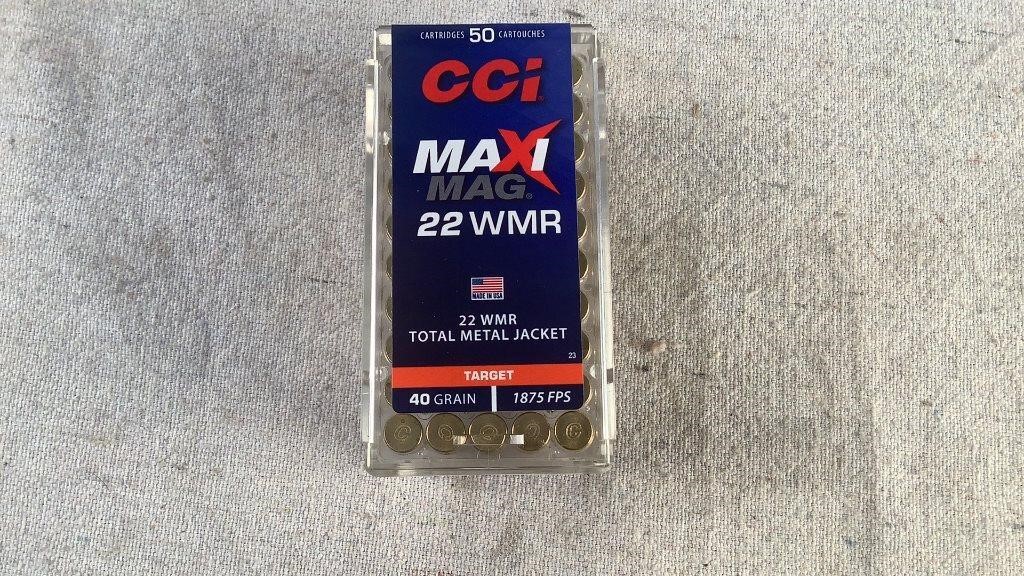 CARTRIDGES 50 CARTOUCHES
CCI
MAXI
MAG®
22 WMR
MADE IN USA
22 WMR
TOTAL METAL JACKET
23
TARGET
40 GRAIN | 1875 FPS
C C C C C